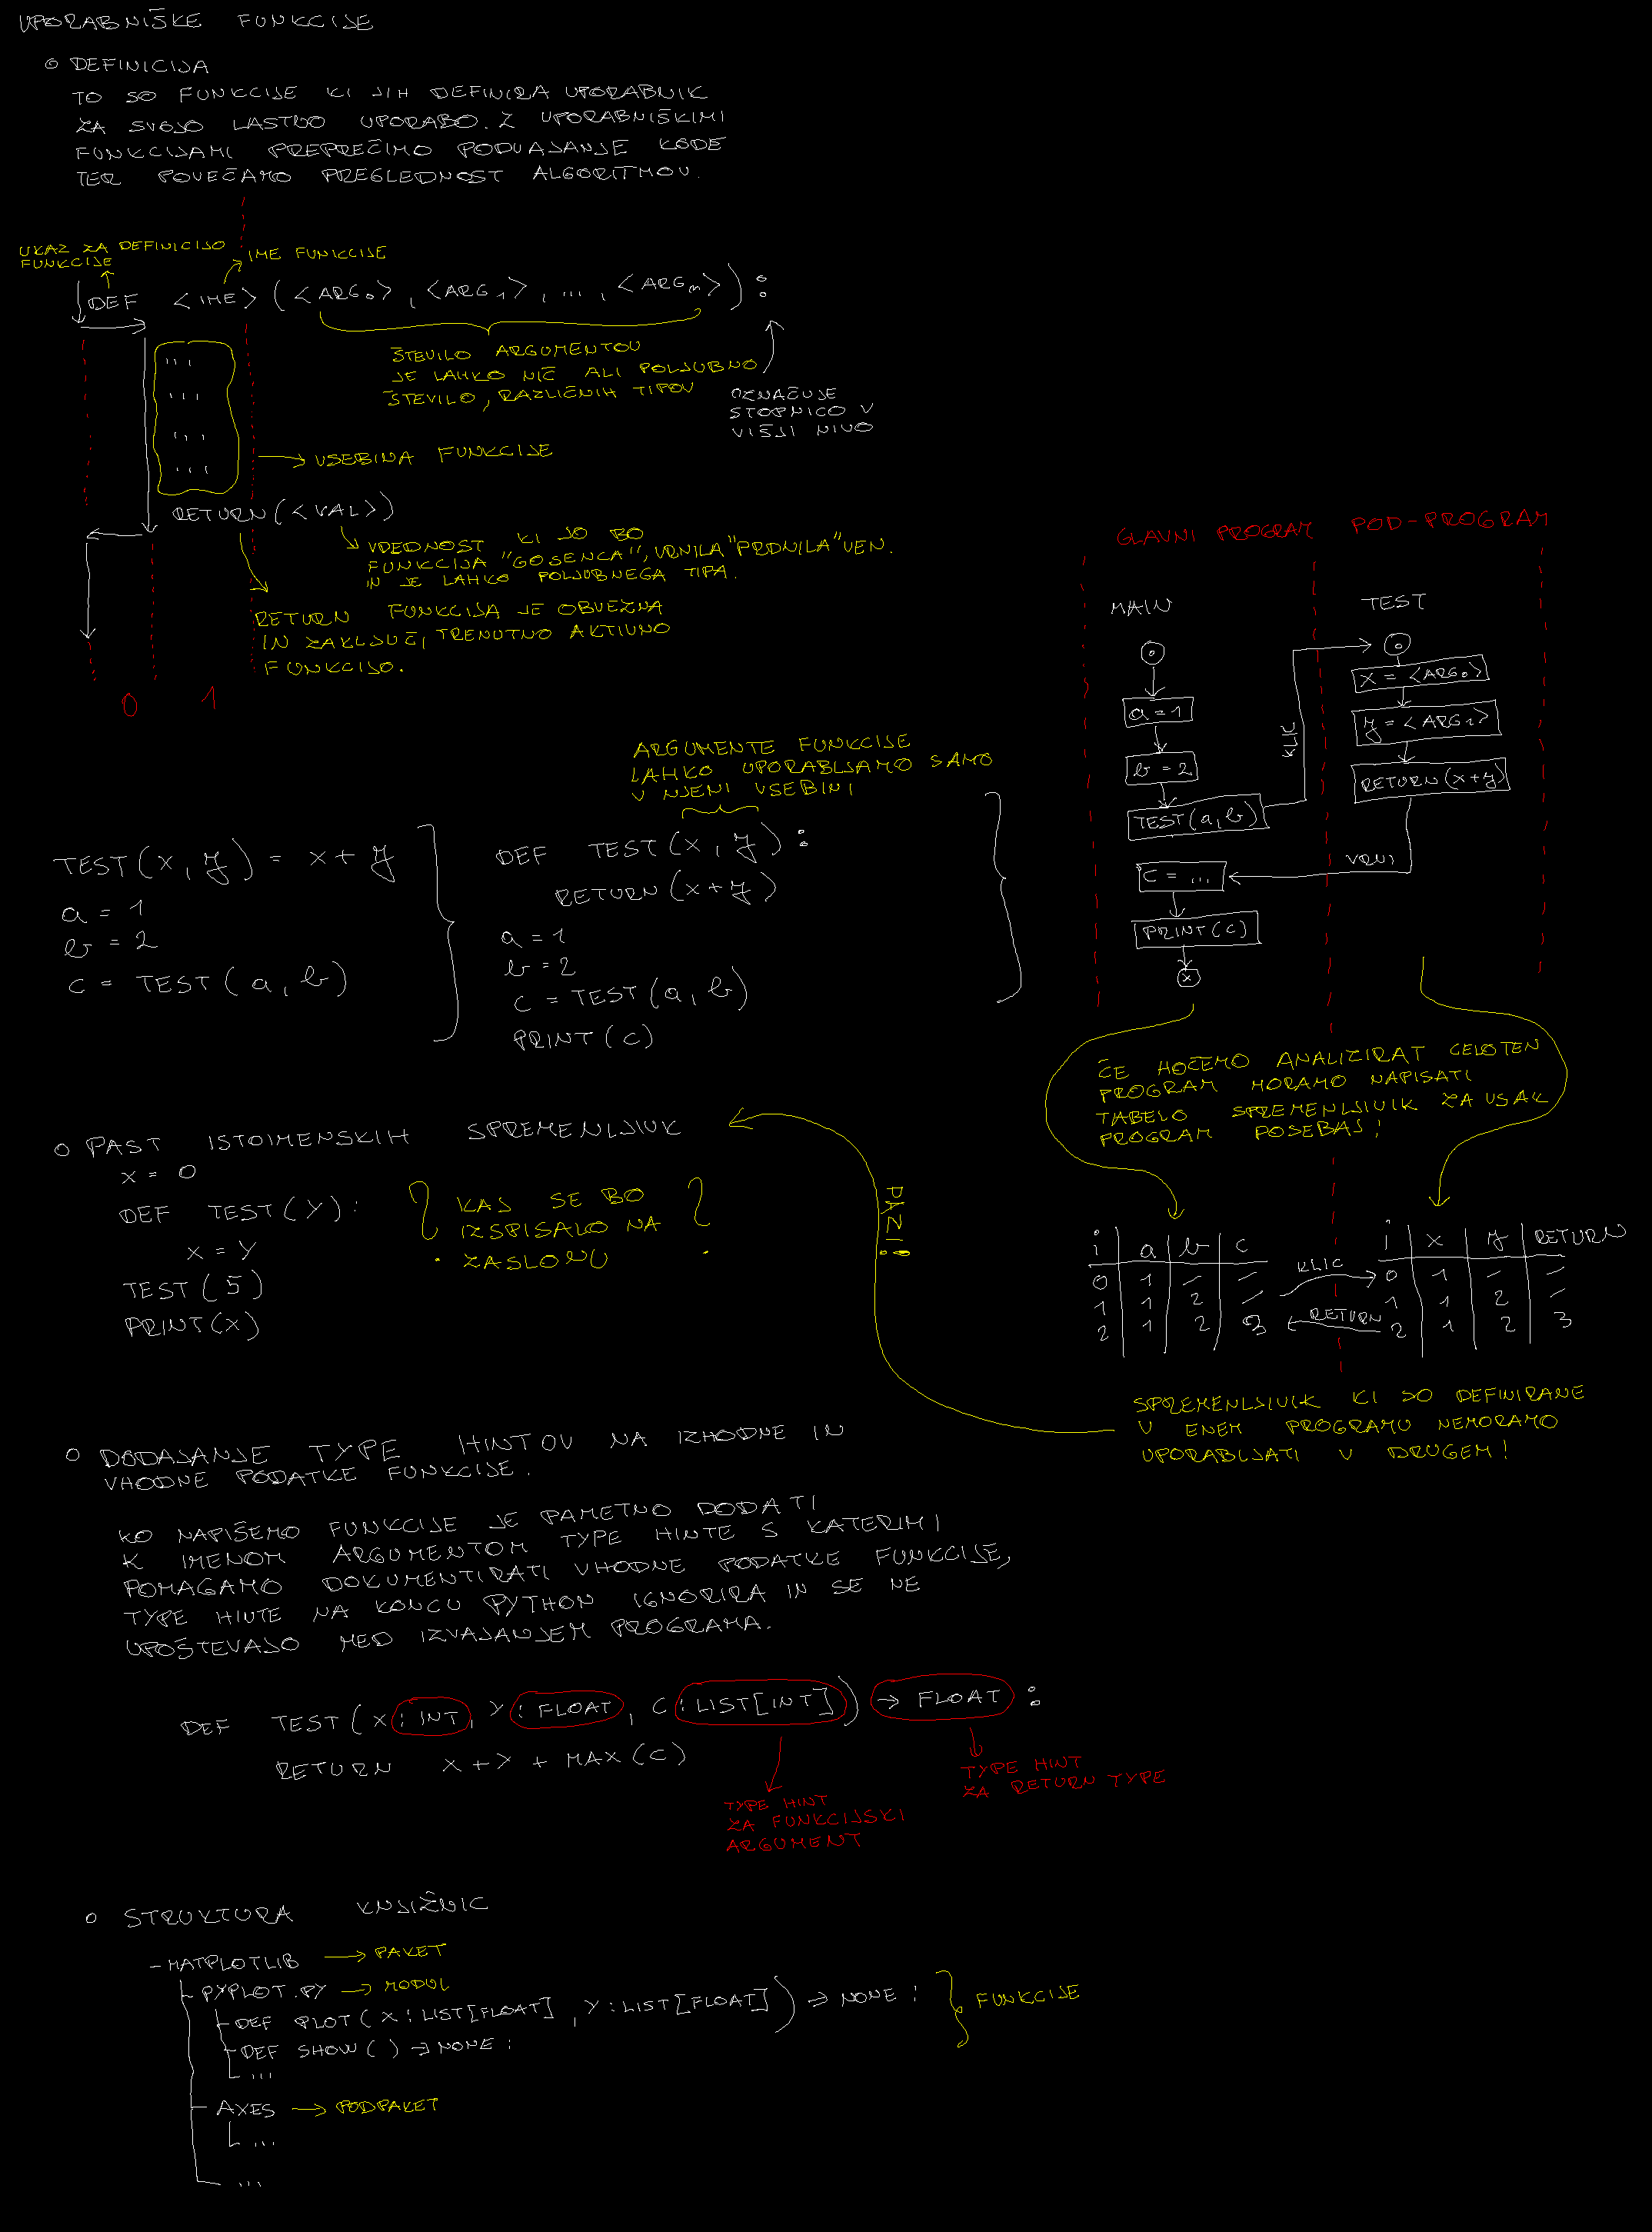 UPORABNIŠKE FUNKCIJE
○ DEFINICIJA
TO SO FUNKCIJE KI JIH DEFINIRA UPORABNIK
ZA SVOJO LASTNO UPORABO. Z UPORABNIŠKIMI
FUNKCIJAMI PREPREČIMO PODVAJANJE KODE
TER POVEČAMO PREGLEDNOST ALGORITMOV.
UKAZ ZA DEFINICIJO
FUNKCIJE
IME FUNKCIJE
DEF <IME> (<ARG₀>, <ARG₁>, ..., <ARGₙ>):
ŠTEVILO ARGUMENTOV
JE LAHKO NIČ ALI POLJUBNO
ŠTEVILO, RAZLIČNIH TIPOV
OZNAČUJE
STOPNICO V
VIŠJI NIVO
...
...
...
...
→ VSEBINA FUNKCIJE
RETURN(<VAL>)
VREDNOST KI JO BO
FUNKCIJA "GOSENCA", VRNILA "PRDNILA" VEN.
IN JE LAHKO POLJUBNEGA TIPA.
RETURN FUNKCIJA JE OBVEZNA
IN ZAKLJUČI, TRENUTNO AKTIVNO
FUNKCIJO.
0 1
GLAVNI PROGRAM POD-PROGRAM
MAIN
a = 1
b = 2
TEST(a, b)
C = ...
PRINT(C)
KLIC
TEST
X = <ARG₀>
y = <ARG₁>
RETURN(x+y)
VRNI
ARGUMENTE FUNKCIJE
LAHKO UPORABLJAMO SAMO
V NJENI VSEBINI
TEST(x, y) = x + y
a = 1
b = 2
c = TEST(a, b)
DEF TEST(x, y):
RETURN(x+y)
a = 1
b = 2
c = TEST(a, b)
PRINT(c)
ČE HOČEMO ANALIZIRAT CELOTEN
PROGRAM MORAMO NAPISATI
TABELO SPREMENLJIVIK ZA VSAK
PROGRAM POSEBAJ!
○ PAST ISTOIMENSKIH SPREMENLJIVK
X = 0
DEF TEST(Y):
X = Y
TEST(5)
PRINT(X)
KAJ SE BO
IZSPISALO NA
ZASLONU
PAZI!
i a b c
0 1 – –
1 1 2 –
2 1 2 3
KLIC
RETURN
i x y RETURN
0 1 – –
1 1 2 –
2 1 2 3
SPREMENLJIVIK KI SO DEFINIRANE
V ENEM PROGRAMU NEMORAMO
UPORABLJATI V DRUGEM!
○ DODAJANJE TYPE HINTOV NA IZHODNE IN
VHODNE PODATKE FUNKCIJE.
KO NAPIŠEMO FUNKCIJE JE PAMETNO DODATI
K IMENOM ARGUMENTOM TYPE HINTE S KATERIMI
POMAGAMO DOKUMENTIRATI VHODNE PODATKE FUNKCIJE,
TYPE HINTE NA KONCU PYTHON IGNORIRA IN SE NE
UPOŠTEVAJO MED IZVAJANJEM PROGRAMA.
DEF TEST(X: INT, Y: FLOAT, C: LIST[INT]) → FLOAT:
RETURN X + Y + MAX(C)
TYPE HINT
ZA FUNKCIJSKI
ARGUMENT
TYPE HINT
ZA RETURN TYPE
○ STRUKTURA KNJIŽNIC
- MATPLOTLIB → PAKET
PYPLOT.PY → MODUL
DEF PLOT(X: LIST[FLOAT], Y: LIST[FLOAT]) → NONE:
DEF SHOW() → NONE:
...
FUNKCIJE
AXES → PODPAKET
...
...